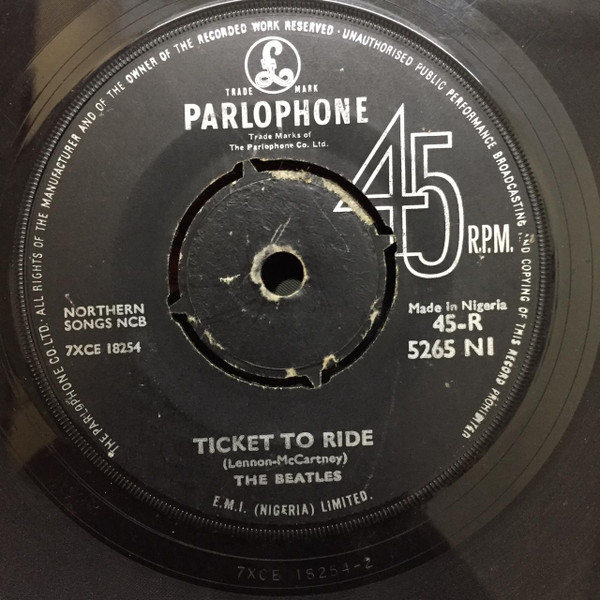 THE PARLOPHONE CO.LTD. ALL RIGHTS OF THE MANUFACTURER AND OF THE OWNER OF THE RECORDED WORK RESERVED · UNAUTHORISED PUBLIC PERFORMANCE BROADCASTING AND COPYING OF THIS RECORD PROHIBITED
£
TRADE MARK
PARLOPHONE
Trade Marks of
The Parlophone Co. Ltd.
45 R.P.M.
NORTHERN
SONGS NCB
7XCE 18254
Made in Nigeria
45-R
5265 NI
TICKET TO RIDE
(Lennon-McCartney)
THE BEATLES
E.M.I. (NIGERIA) LIMITED.
7XCE 18254-2